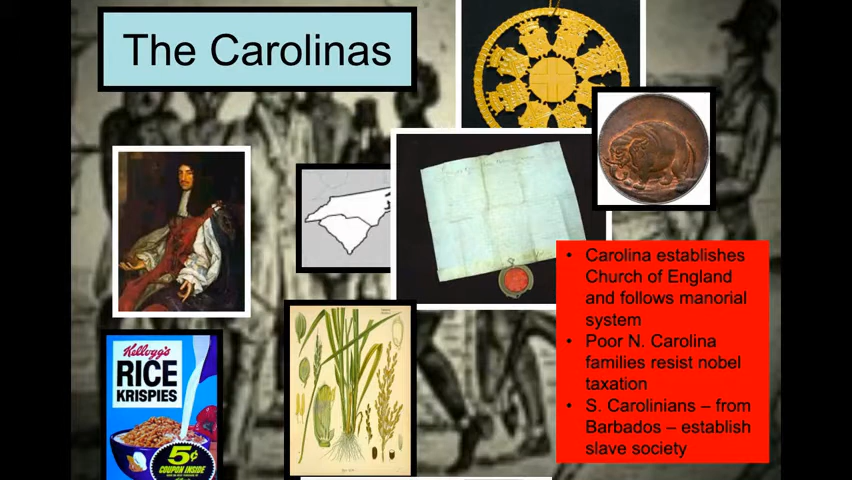 The Carolinas
Kellogg's
RICE
KRISPIES
5¢
COUPON INSIDE
• Carolina establishes
Church of England
and follows manorial
system
• Poor N. Carolina
families resist nobel
taxation
• S. Carolinians – from
Barbados – establish
slave society